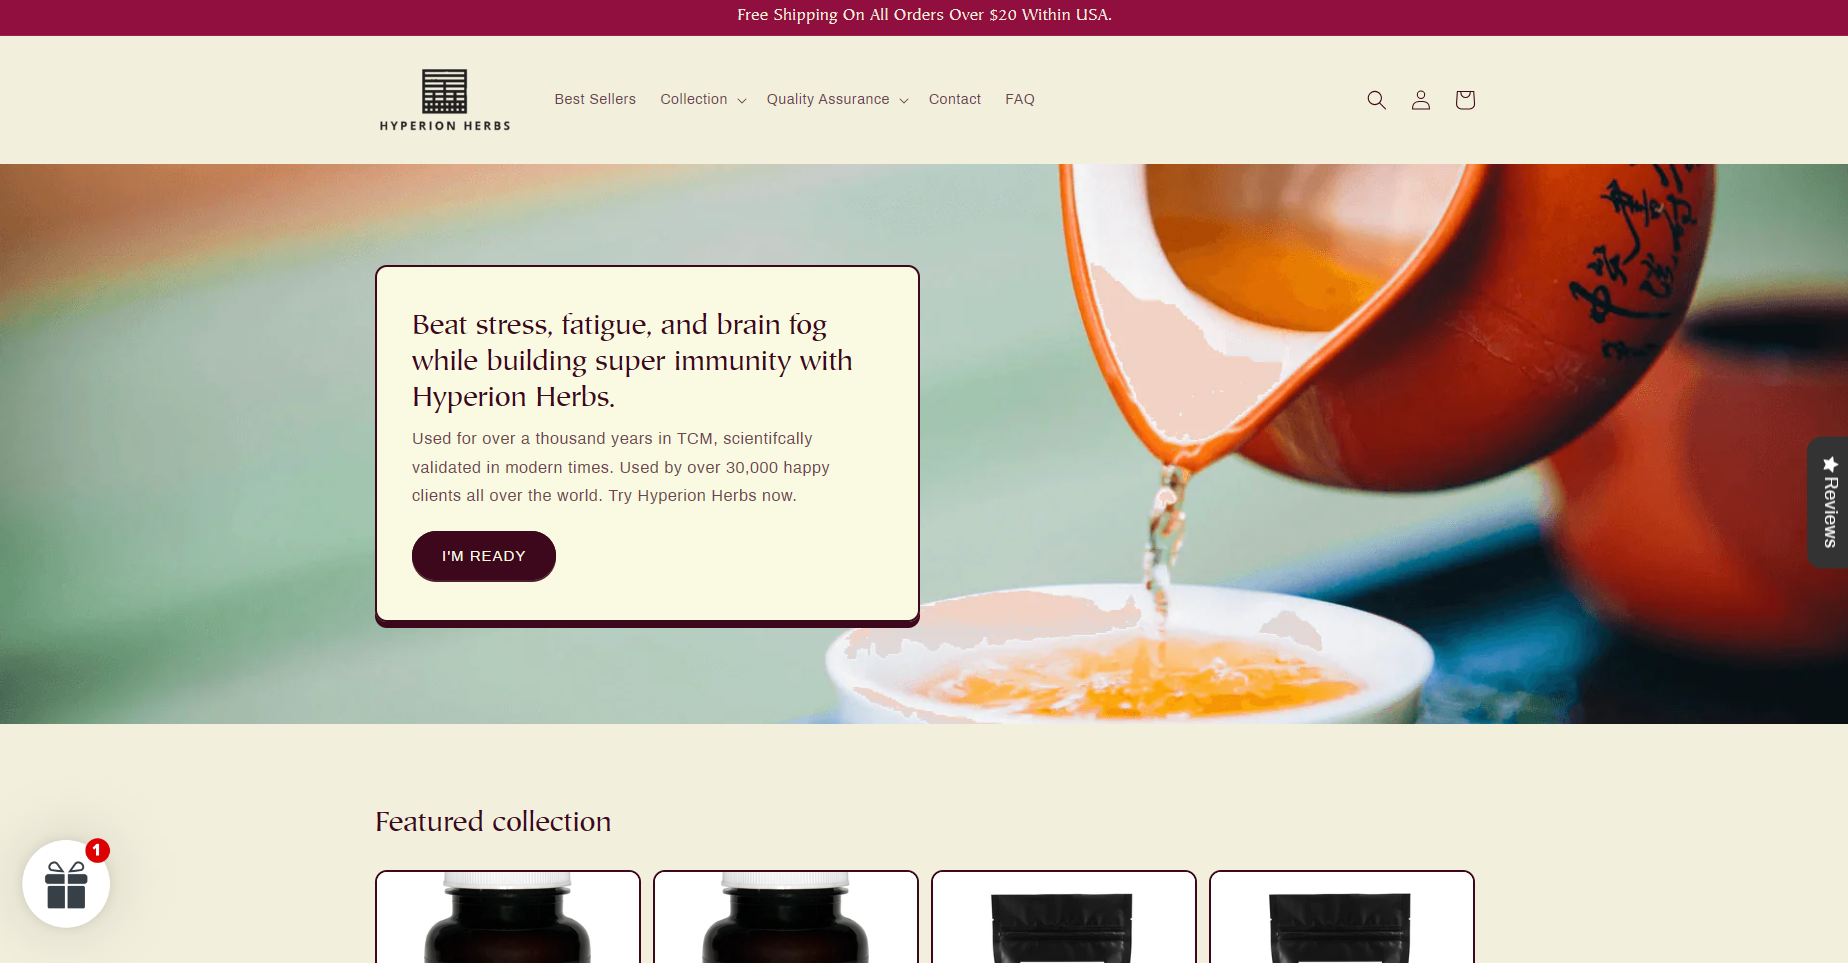 Free Shipping On All Orders Over $20 Within USA.
HYPERION HERBS
Best Sellers
Collection
Quality Assurance
Contact
FAQ
Beat stress, fatigue, and brain fog
while building super immunity with
Hyperion Herbs.
Used for over a thousand years in TCM, scientifcally
validated in modern times. Used by over 30,000 happy
clients all over the world. Try Hyperion Herbs now.
I'M READY
Reviews
Featured collection
1